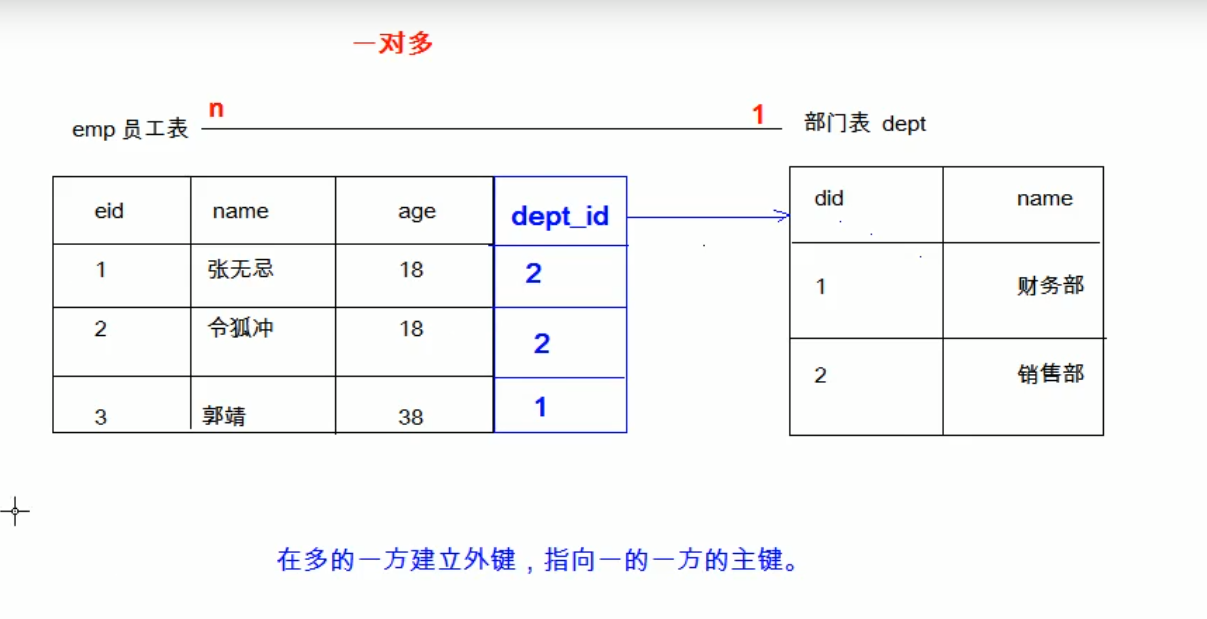 一对多
emp 员工表 n 1 部门表 dept
eid name age dept_id did name
1 张无忌 18 2 1 财务部
2 令狐冲 18 2 2 销售部
3 郭靖 38 1
在多的一方建立外键，指向一的一方的主键。